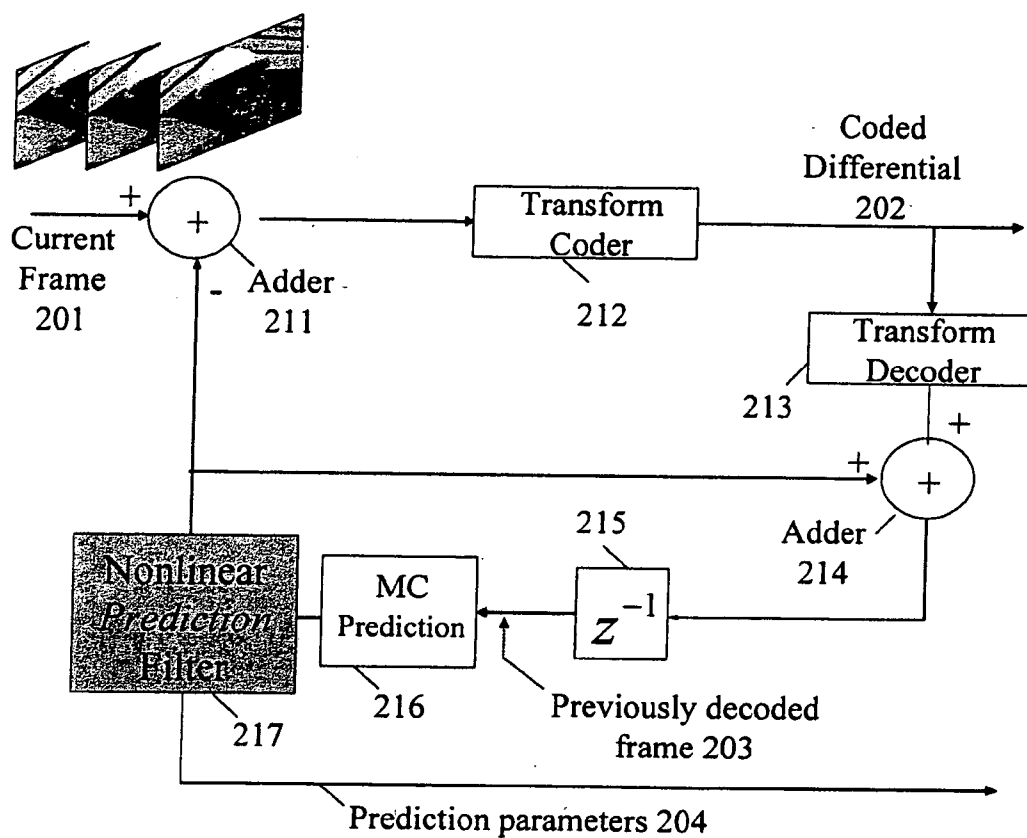 Coded
Differential
202
+
+
Transform
Coder
Current
Frame
201
-
Adder
211
212
Transform
Decoder
213
+
+
+
Adder
214
215
Nonlinear
Prediction
Filter
MC
Prediction
z⁻¹
217
216
Previously decoded
frame 203
Prediction parameters 204